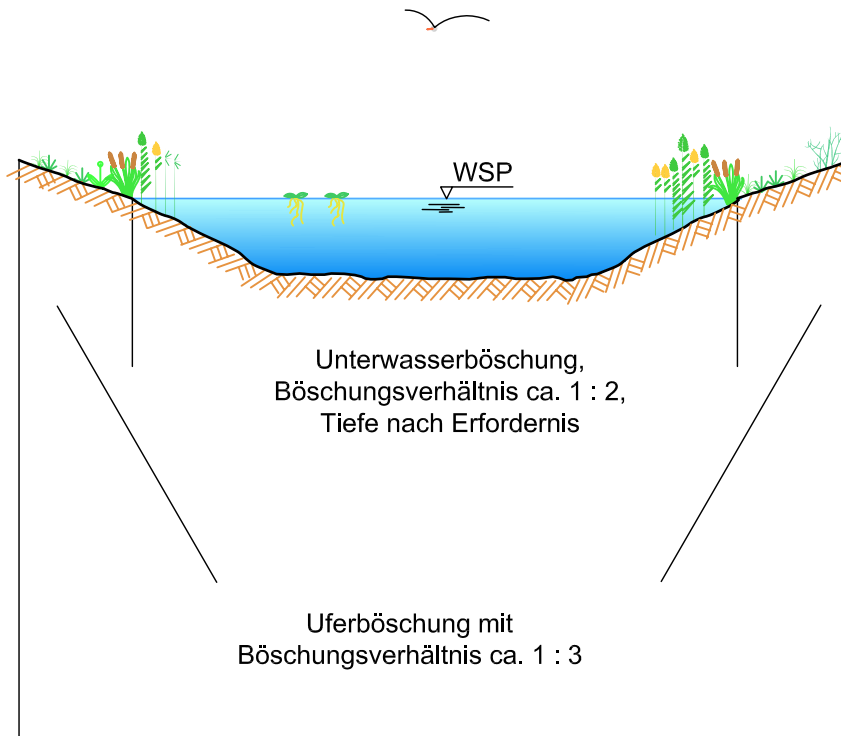 WSP
Unterwasserböschung,
Böschungsverhältnis ca. 1 : 2,
Tiefe nach Erfordernis
Uferböschung mit
Böschungsverhältnis ca. 1 : 3